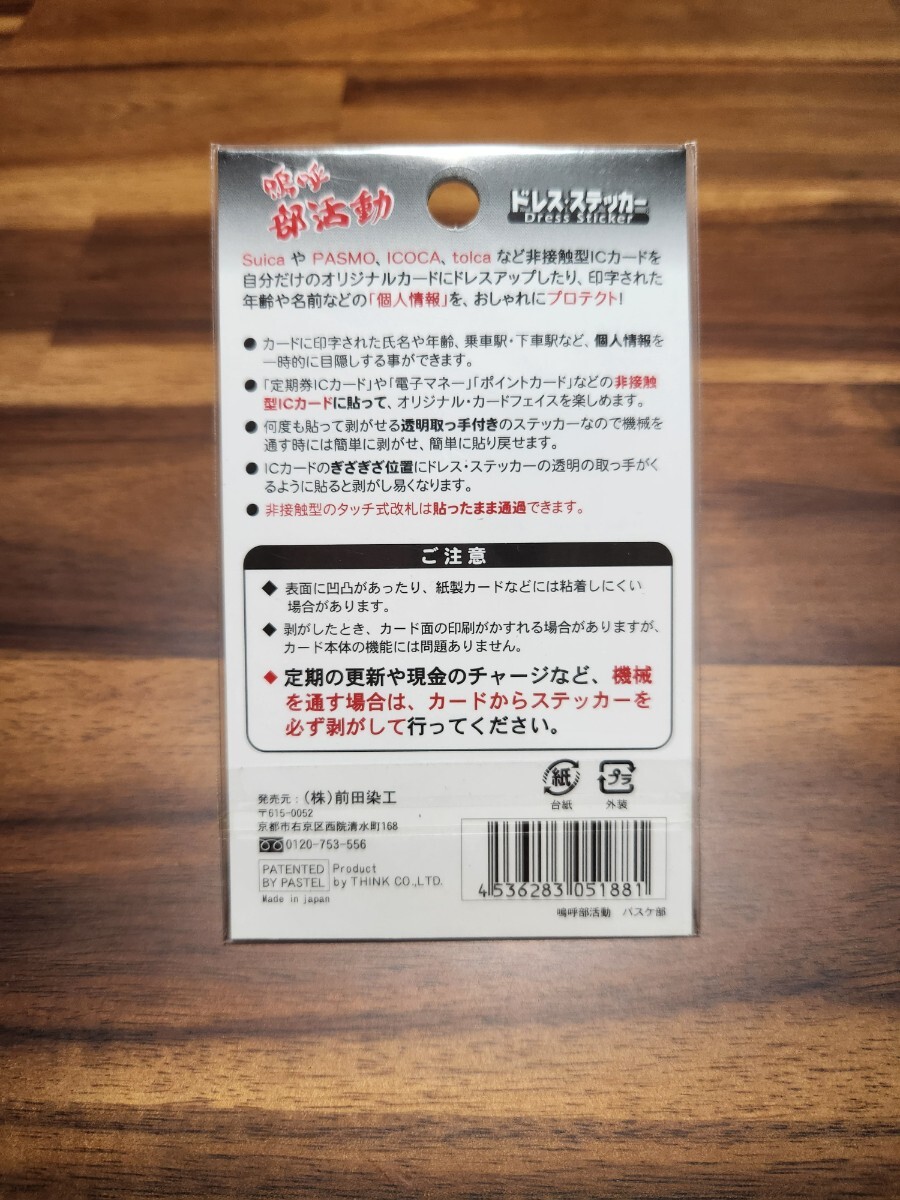 嗚呼
部活動
ドレス・ステッカー
Dress Sticker
Suica や PASMO、ICOCA、tolca など非接触型ICカードを
自分だけのオリジナルカードにドレスアップしたり、印字された
年齢や名前などの「個人情報」を、おしゃれにプロテクト!
● カードに印字された氏名や年齢、乗車駅・下車駅など、個人情報を
一時的に目隠しする事ができます。
● 「定期券ICカード」や「電子マネー」「ポイントカード」などの非接触
型ICカードに貼って、オリジナル・カードフェイスを楽しめます。
● 何度も貼って剥がせる透明取っ手付きのステッカーなので機械を
通す時には簡単に剥がせ、簡単に貼り戻せます。
● ICカードのぎざぎざ位置にドレス・ステッカーの透明の取っ手がく
るように貼ると剥がし易くなります。
● 非接触型のタッチ式改札は貼ったまま通過できます。
ご注意
◆ 表面に凹凸があったり、紙製カードなどには粘着しにくい
場合があります。
◆ 剥がしたとき、カード面の印刷がかすれる場合がありますが、
カード本体の機能には問題ありません。
◆ 定期の更新や現金のチャージなど、機械
を通す場合は、カードからステッカーを
必ず剥がして行ってください。
紙
台紙
プラ
外装
発売元:(株)前田染工
〒615-0052
京都市右京区西院清水町168
0120-753-556
PATENTED
BY PASTEL
Product
by THINK CO.,LTD.
Made in japan
4 536283 051881
嗚呼部活動 バスケ部